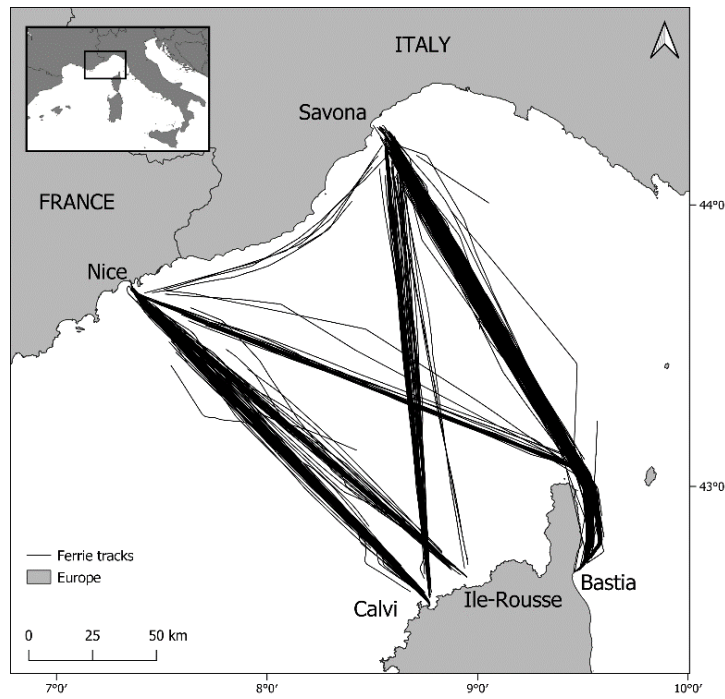 ITALY
Savona
FRANCE
44°0
Nice
43°0
Ferrie tracks
Europe
Bastia
Ile-Rousse
Calvi
0 25 50 km
7°0' 8°0' 9°0' 10°0'